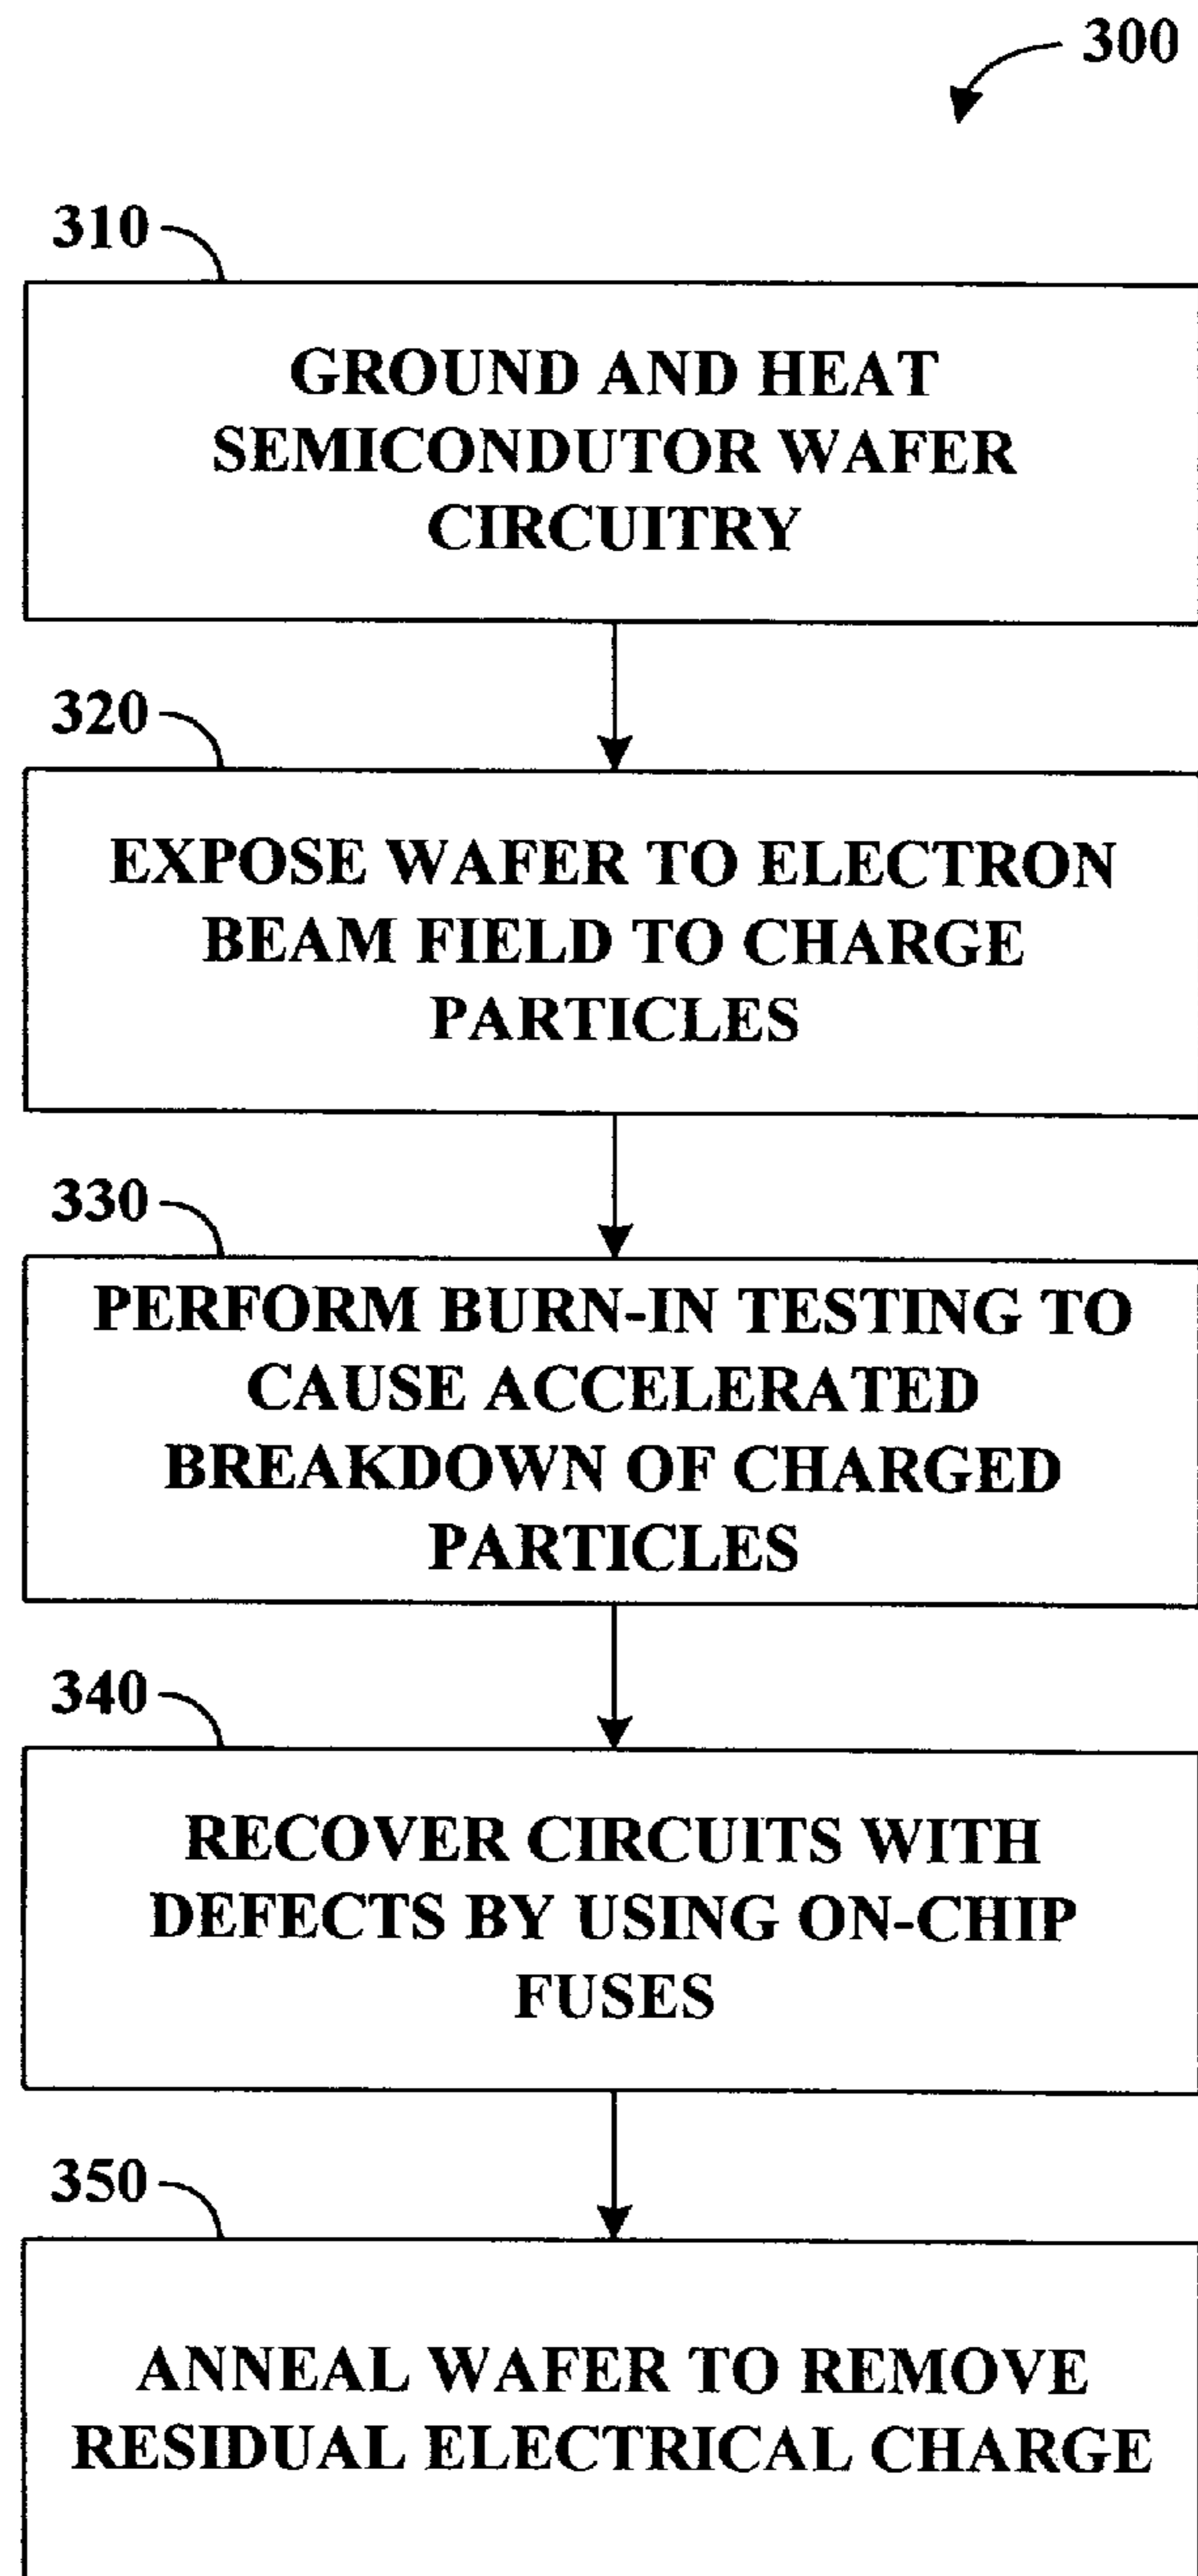 300
310
GROUND AND HEAT
SEMICONDUTOR WAFER
CIRCUITRY
320
EXPOSE WAFER TO ELECTRON
BEAM FIELD TO CHARGE
PARTICLES
330
PERFORM BURN-IN TESTING TO
CAUSE ACCELERATED
BREAKDOWN OF CHARGED
PARTICLES
340
RECOVER CIRCUITS WITH
DEFECTS BY USING ON-CHIP
FUSES
350
ANNEAL WAFER TO REMOVE
RESIDUAL ELECTRICAL CHARGE